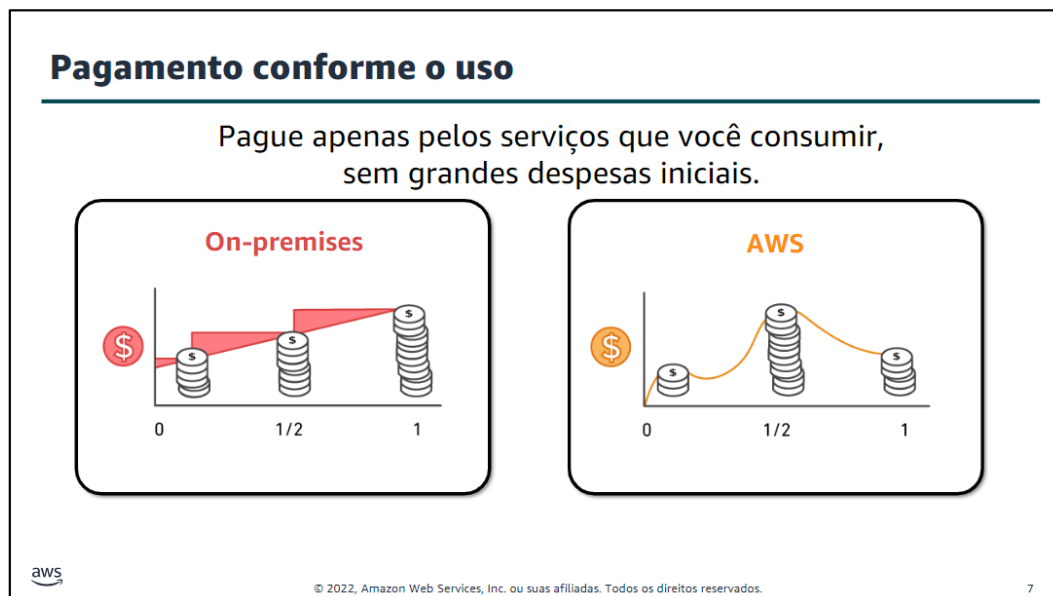 Pagamento conforme o uso
Pague apenas pelos serviços que você consumir,
sem grandes despesas iniciais.
On-premises
$
$
$
$
0 1/2 1
AWS
$
$
$
$
0 1/2 1
aws
© 2022, Amazon Web Services, Inc. ou suas afiliadas. Todos os direitos reservados.
7